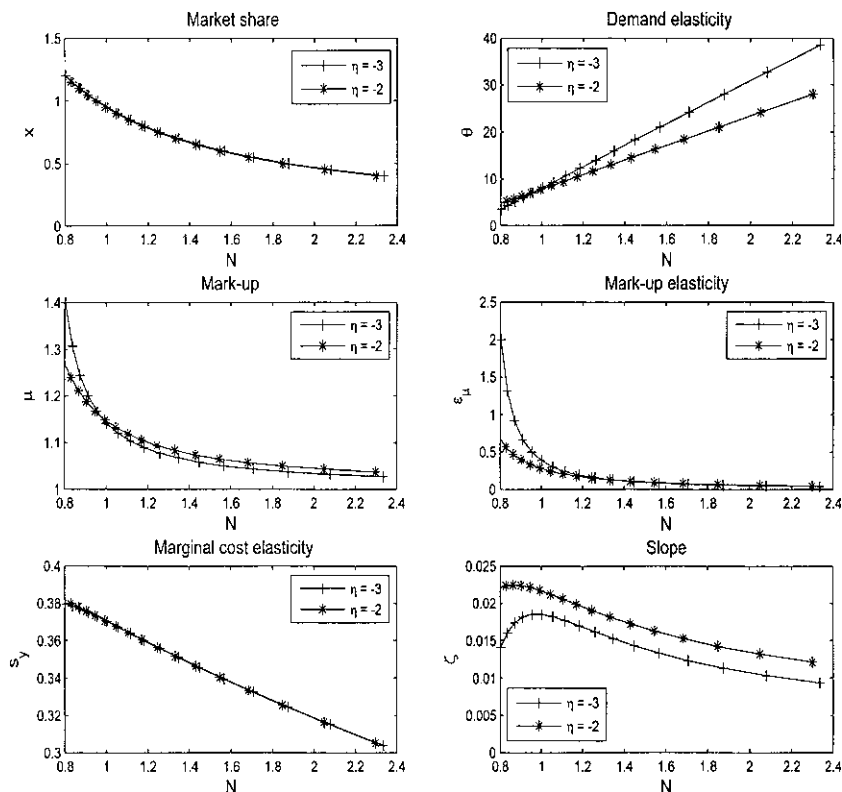 Market share
1.5
1
0.5
0
x
η = -3
η = -2
0.8 1 1.2 1.4 1.6 1.8 2 2.2 2.4
N
Demand elasticity
40
30
20
10
0
θ
η = -3
η = -2
0.8 1 1.2 1.4 1.6 1.8 2 2.2 2.4
N
Mark-up
1.4
1.3
1.2
1.1
1
μ
η = -3
η = -2
0.8 1 1.2 1.4 1.6 1.8 2 2.2 2.4
N
Mark-up elasticity
2.5
2
1.5
1
0.5
0
εμ
η = -3
η = -2
0.8 1 1.2 1.4 1.6 1.8 2 2.2 2.4
N
Marginal cost elasticity
0.4
0.38
0.36
0.34
0.32
0.3
sy
η = -3
η = -2
0.8 1 1.2 1.4 1.6 1.8 2 2.2 2.4
N
Slope
0.025
0.02
0.015
0.01
0.005
0
ζ
η = -3
η = -2
0.8 1 1.2 1.4 1.6 1.8 2 2.2 2.4
N